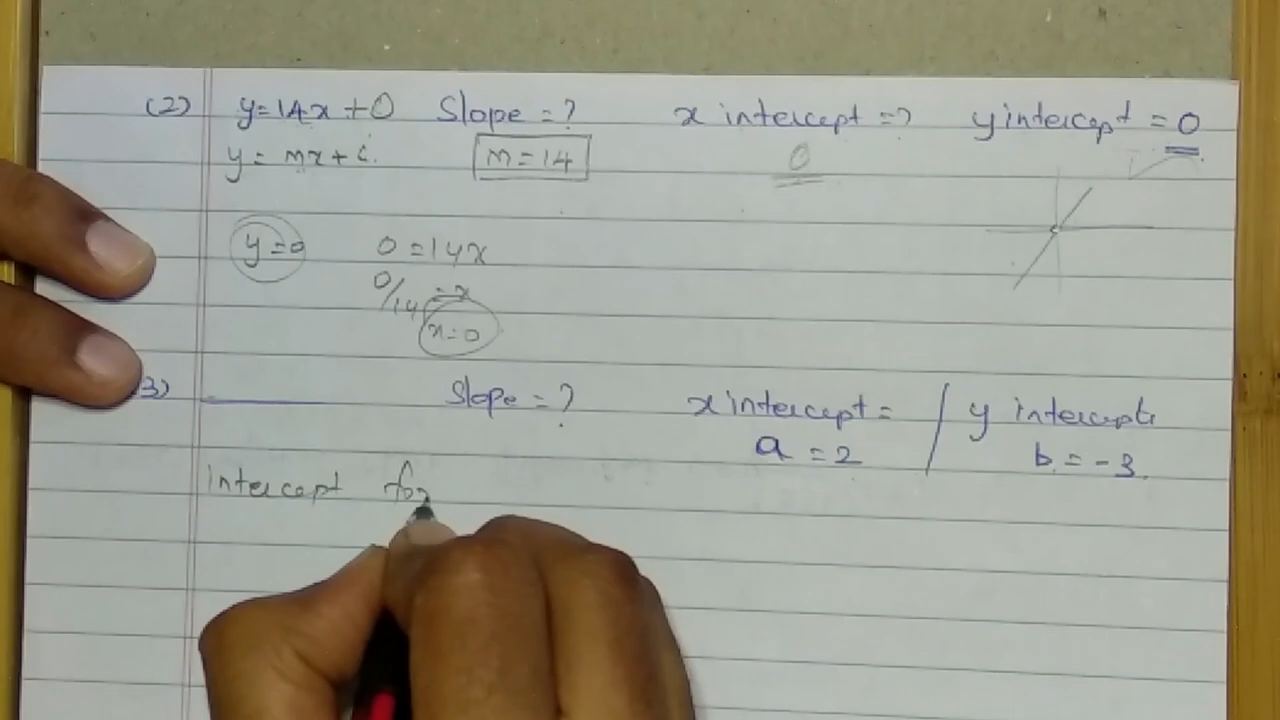 (2) y=14x+0 Slope = ? x intercept = ? y intercept = 0
y = mx + c. m=14 0
y=0 0=14x
0/14 = x
x=0
3) Slope = ? x intercept = / y intercept
a = 2 b = -3
Intercept for